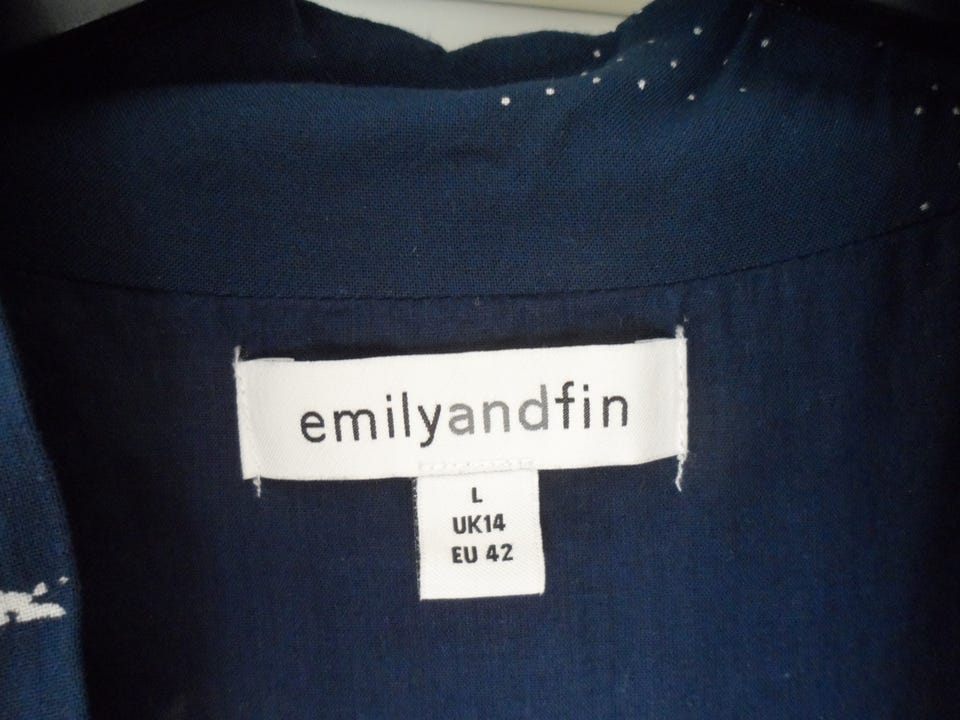 emilyandfin
L
UK14
EU 42